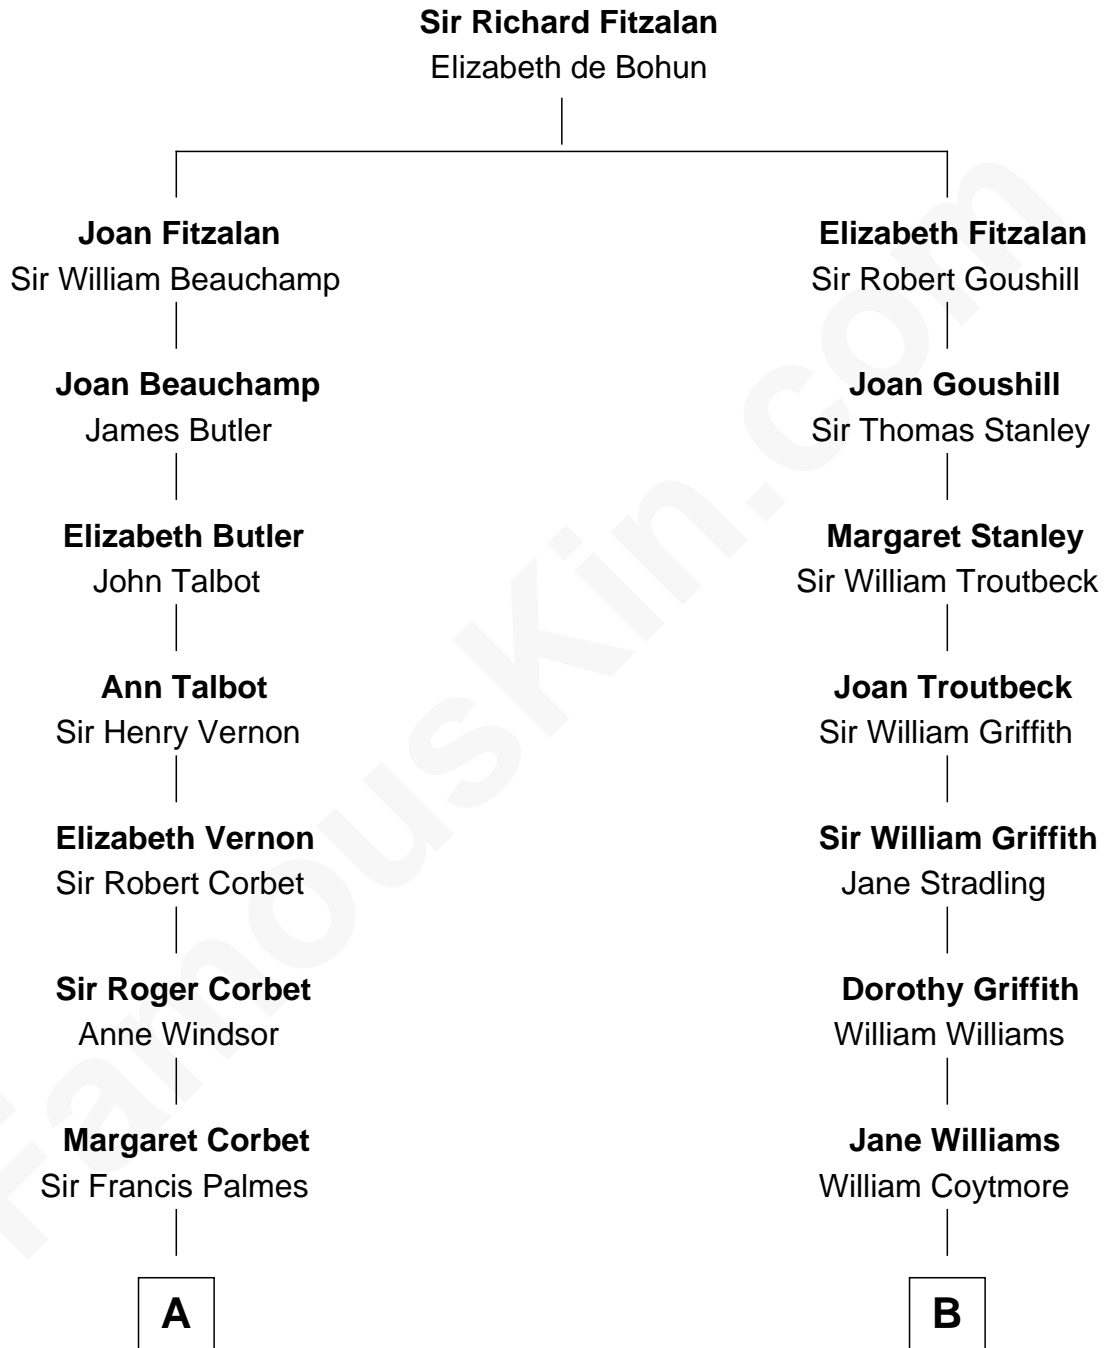 Sir Richard Fitzalan
Elizabeth de Bohun
Joan Fitzalan
Sir William Beauchamp
Elizabeth Fitzalan
Sir Robert Goushill
Joan Beauchamp
James Butler
Joan Goushill
Sir Thomas Stanley
Elizabeth Butler
John Talbot
Margaret Stanley
Sir William Troutbeck
Ann Talbot
Sir Henry Vernon
Joan Troutbeck
Sir William Griffith
Elizabeth Vernon
Sir Robert Corbet
Sir William Griffith
Jane Stradling
Sir Roger Corbet
Anne Windsor
Dorothy Griffith
William Williams
Margaret Corbet
Sir Francis Palmes
Jane Williams
William Coytmore
A
B
FamousKin.com